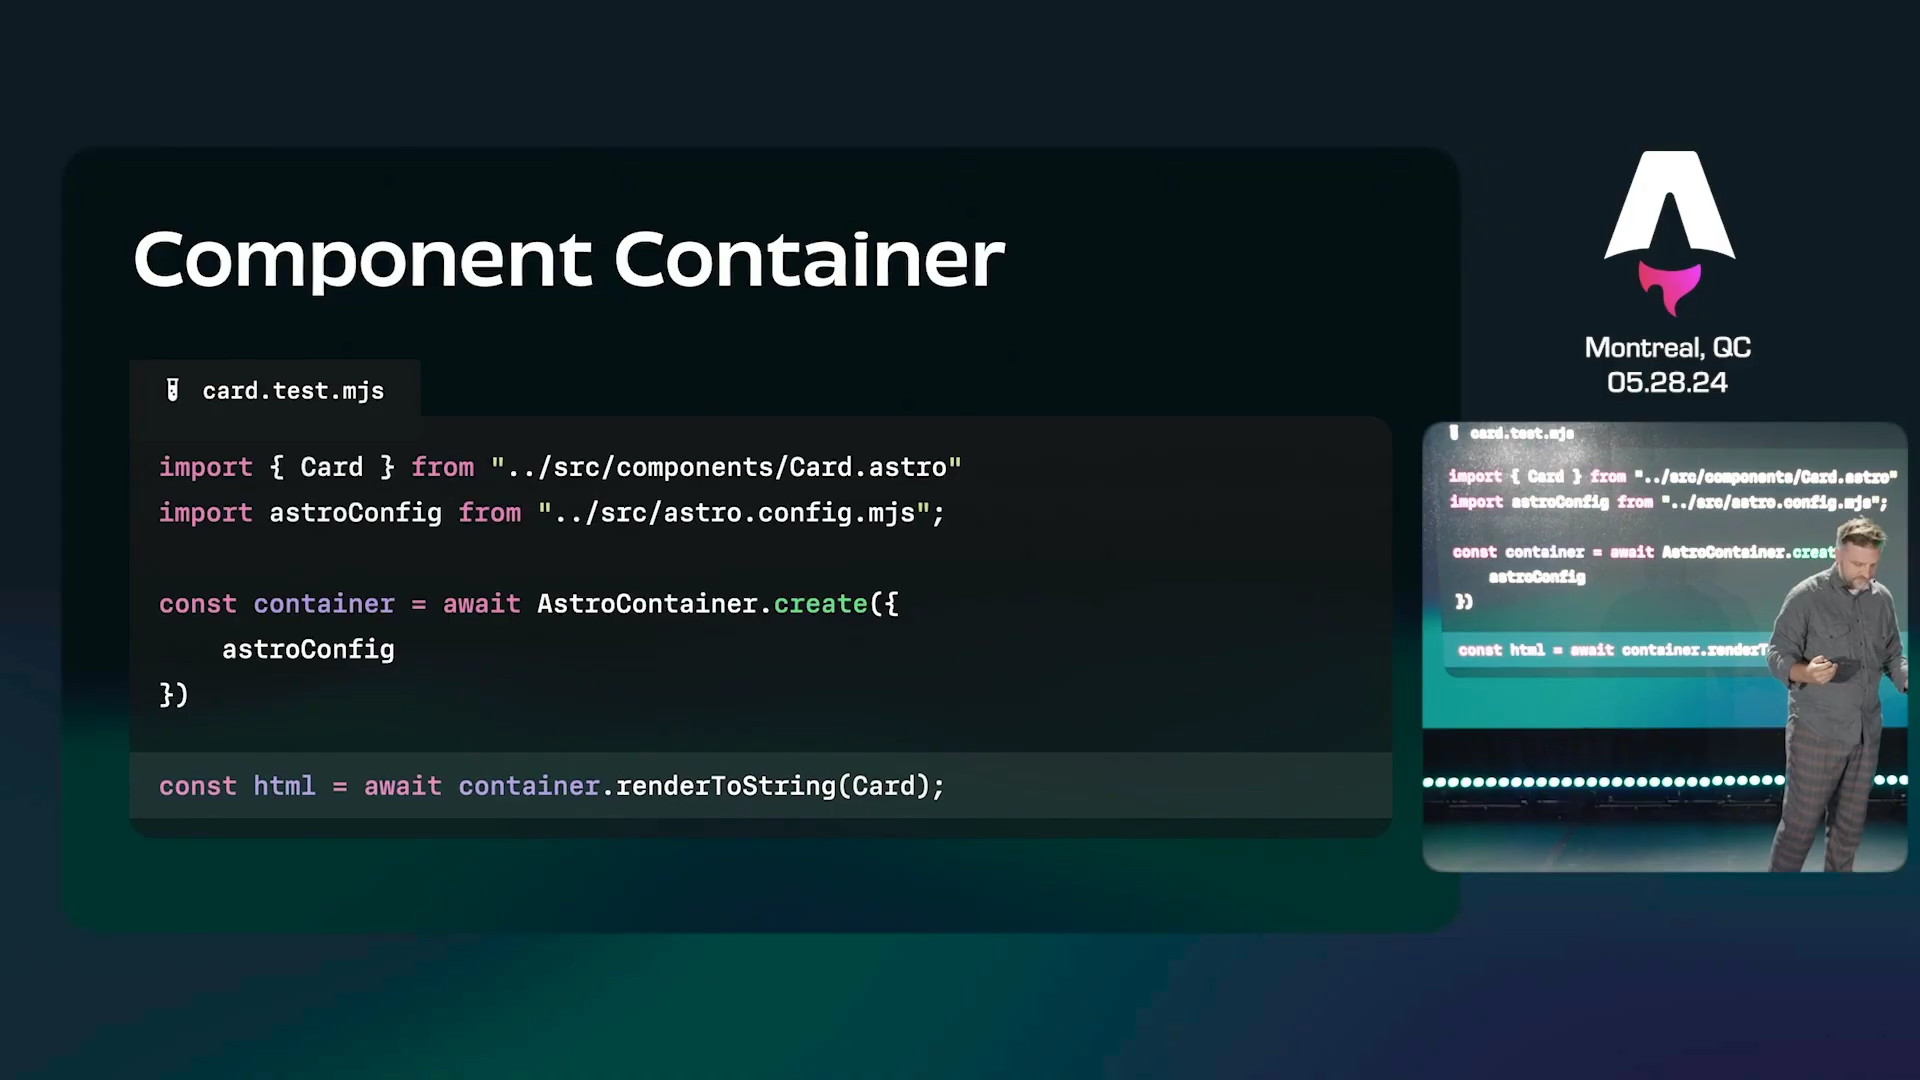 Component Container
card.test.mjs
import { Card } from "../src/components/Card.astro"
import astroConfig from "../src/astro.config.mjs";
const container = await AstroContainer.create({
astroConfig
})
const html = await container.renderToString(Card);
Montreal, QC
05.28.24
card.test.mjs
import { Card } from "../src/components/Card.astro"
import astroConfig from "../src/astro.config.mjs";
const container = await AstroContainer.creat
astroConfig
})
const html = await container.renderT